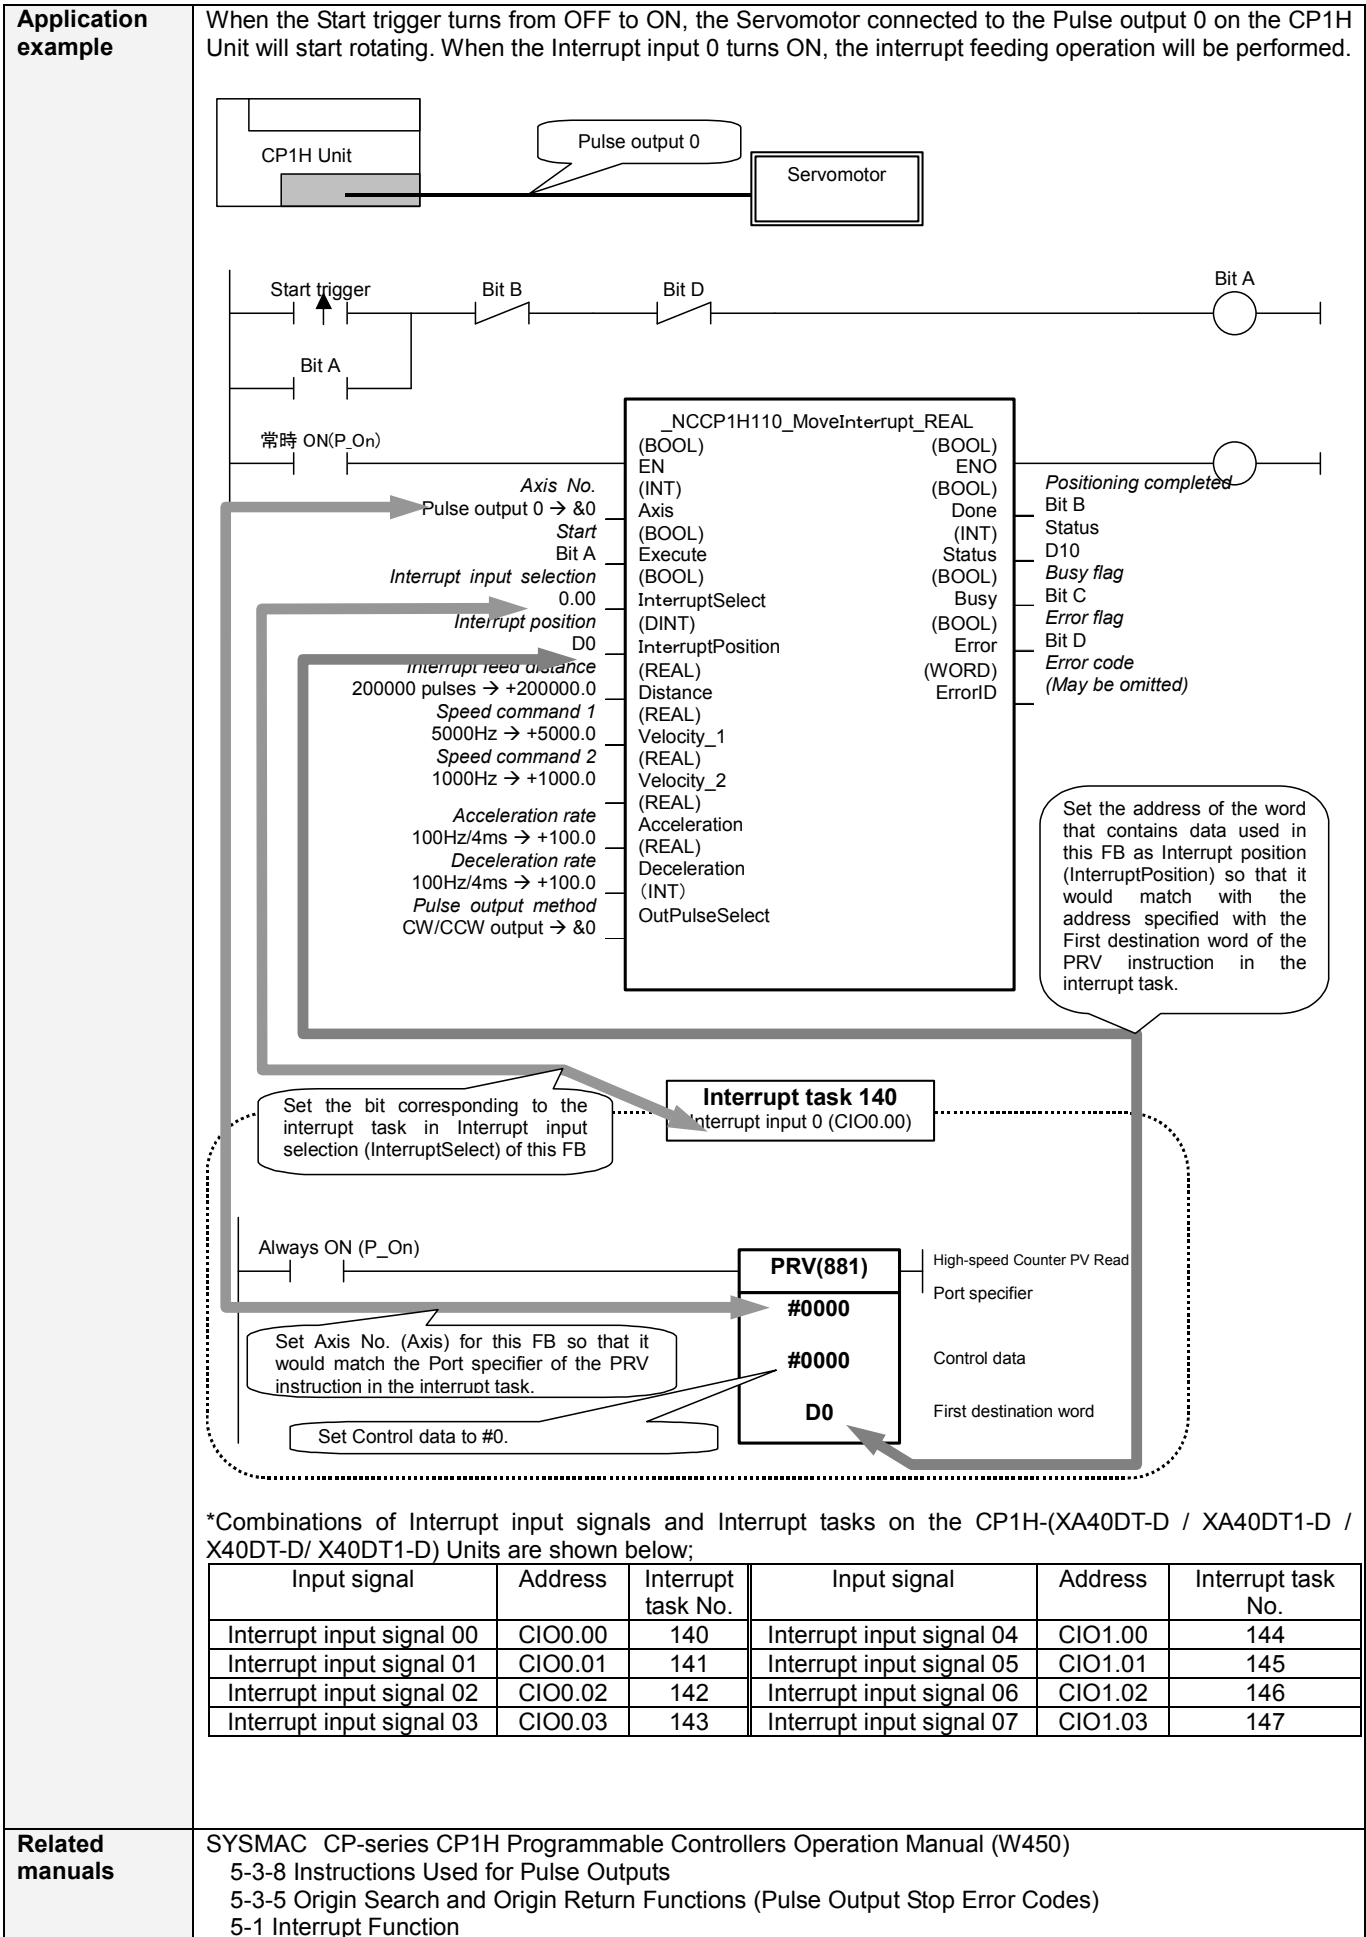 Application
example
When the Start trigger turns from OFF to ON, the Servomotor connected to the Pulse output 0 on the CP1H
Unit will start rotating. When the Interrupt input 0 turns ON, the interrupt feeding operation will be performed.
Pulse output 0
CP1H Unit
Servomotor
Start trigger
Bit B
Bit D
Bit A
Bit A
常時 ON(P_On)
_NCCP1H110_MoveInterrupt_REAL
(BOOL)
EN
(INT)
Axis
(BOOL)
Execute
(BOOL)
InterruptSelect
(DINT)
InterruptPosition
(REAL)
Distance
(REAL)
Velocity_1
(REAL)
Velocity_2
(REAL)
Acceleration
(REAL)
Deceleration
(INT)
OutPulseSelect
(BOOL)
ENO
(BOOL)
Done
(INT)
Status
(BOOL)
Busy
(BOOL)
Error
(WORD)
ErrorID
Axis No.
Pulse output 0 → &0
Start
Bit A
Interrupt input selection
0.00
Interrupt position
D0
Interrupt feed distance
200000 pulses → +200000.0
Speed command 1
5000Hz → +5000.0
Speed command 2
1000Hz → +1000.0
Acceleration rate
100Hz/4ms → +100.0
Deceleration rate
100Hz/4ms → +100.0
Pulse output method
CW/CCW output → &0
Positioning completed
Bit B
Status
D10
Busy flag
Bit C
Error flag
Bit D
Error code
(May be omitted)
Set the address of the word
that contains data used in
this FB as Interrupt position
(InterruptPosition) so that it
would match with the
address specified with the
First destination word of the
PRV instruction in the
interrupt task.
Set the bit corresponding to the
interrupt task in Interrupt input
selection (InterruptSelect) of this FB
Interrupt task 140
Interrupt input 0 (CIO0.00)
Always ON (P_On)
PRV(881)
High-speed Counter PV Read
#0000
Port specifier
Set Axis No. (Axis) for this FB so that it
would match the Port specifier of the PRV
instruction in the interrupt task.
#0000
Control data
D0
First destination word
Set Control data to #0.
*Combinations of Interrupt input signals and Interrupt tasks on the CP1H-(XA40DT-D / XA40DT1-D /
X40DT-D/ X40DT1-D) Units are shown below;
Input signal Address Interrupt task No. Input signal Address Interrupt task No.
Interrupt input signal 00 CIO0.00 140 Interrupt input signal 04 CIO1.00 144
Interrupt input signal 01 CIO0.01 141 Interrupt input signal 05 CIO1.01 145
Interrupt input signal 02 CIO0.02 142 Interrupt input signal 06 CIO1.02 146
Interrupt input signal 03 CIO0.03 143 Interrupt input signal 07 CIO1.03 147
Related
manuals
SYSMAC CP-series CP1H Programmable Controllers Operation Manual (W450)
5-3-8 Instructions Used for Pulse Outputs
5-3-5 Origin Search and Origin Return Functions (Pulse Output Stop Error Codes)
5-1 Interrupt Function